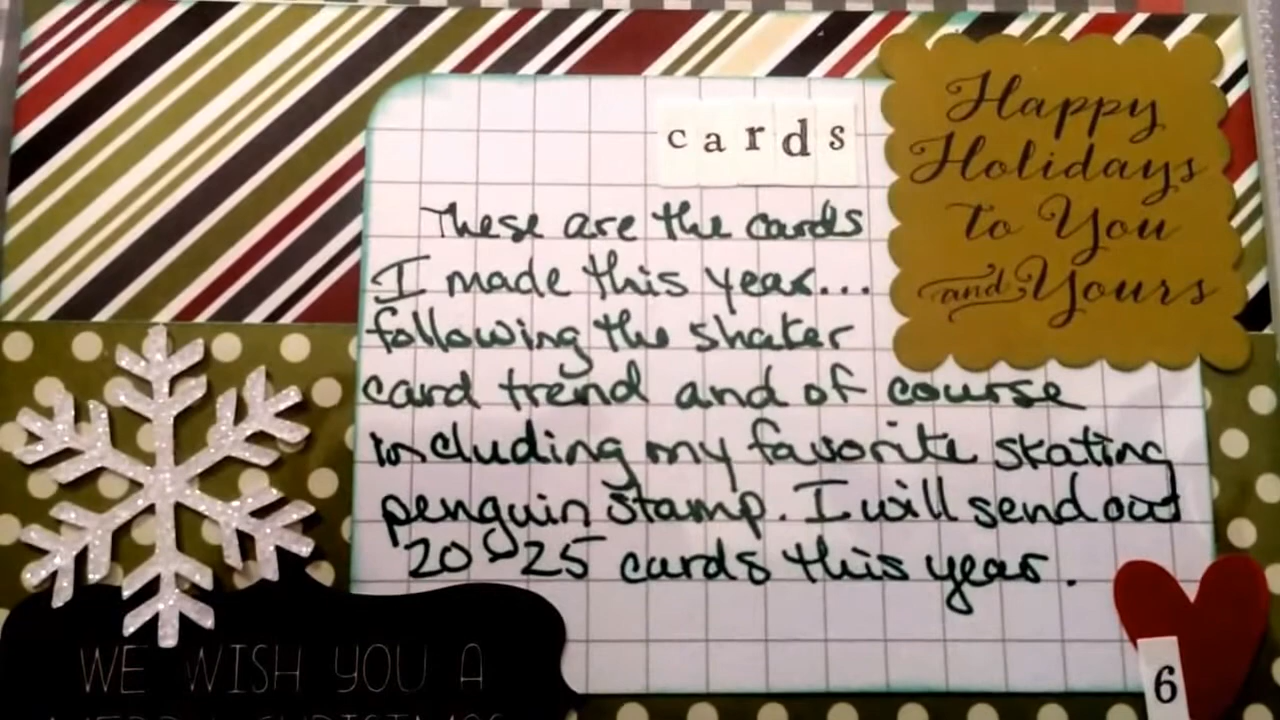 cards
Happy
Holidays
to You
and Yours
These are the cards
I made this year...
following the shaker
card trend and of course
including my favorite skating
penguin stamp. I will send out
20-25 cards this year.
WE WISH YOU A
MERRY CHRISTMAS
6